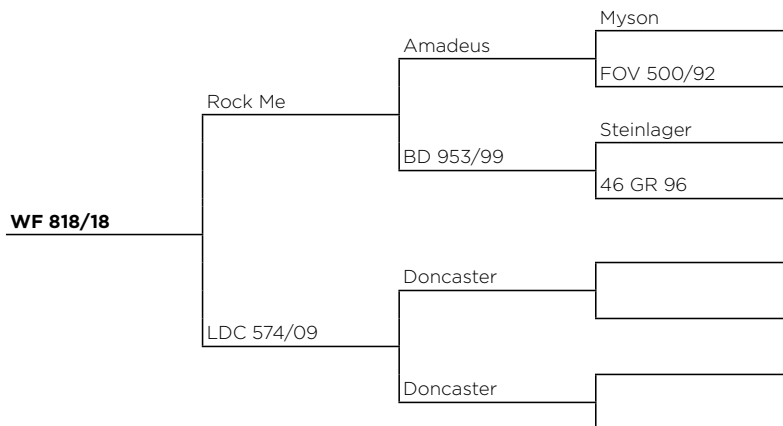 Myson
Amadeus
FOV 500/92
Rock Me
Steinlager
BD 953/99
46 GR 96
WF 818/18
Doncaster
LDC 574/09
Doncaster